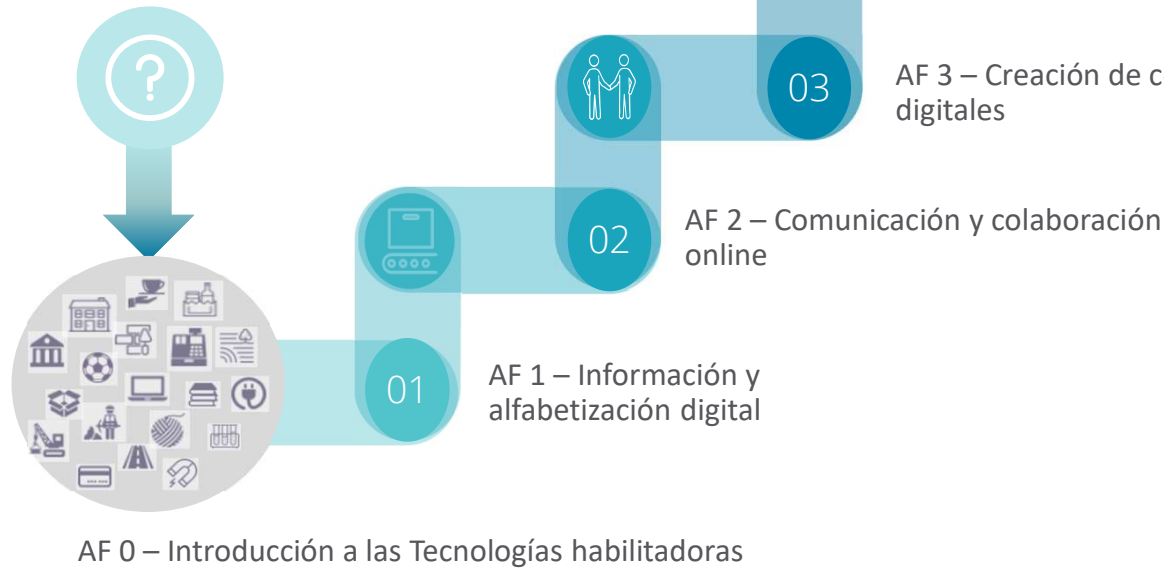 ?
03
AF 3 – Creación de c
digitales
02
AF 2 – Comunicación y colaboración
online
01
AF 1 – Información y
alfabetización digital
AF 0 – Introducción a las Tecnologías habilitadoras